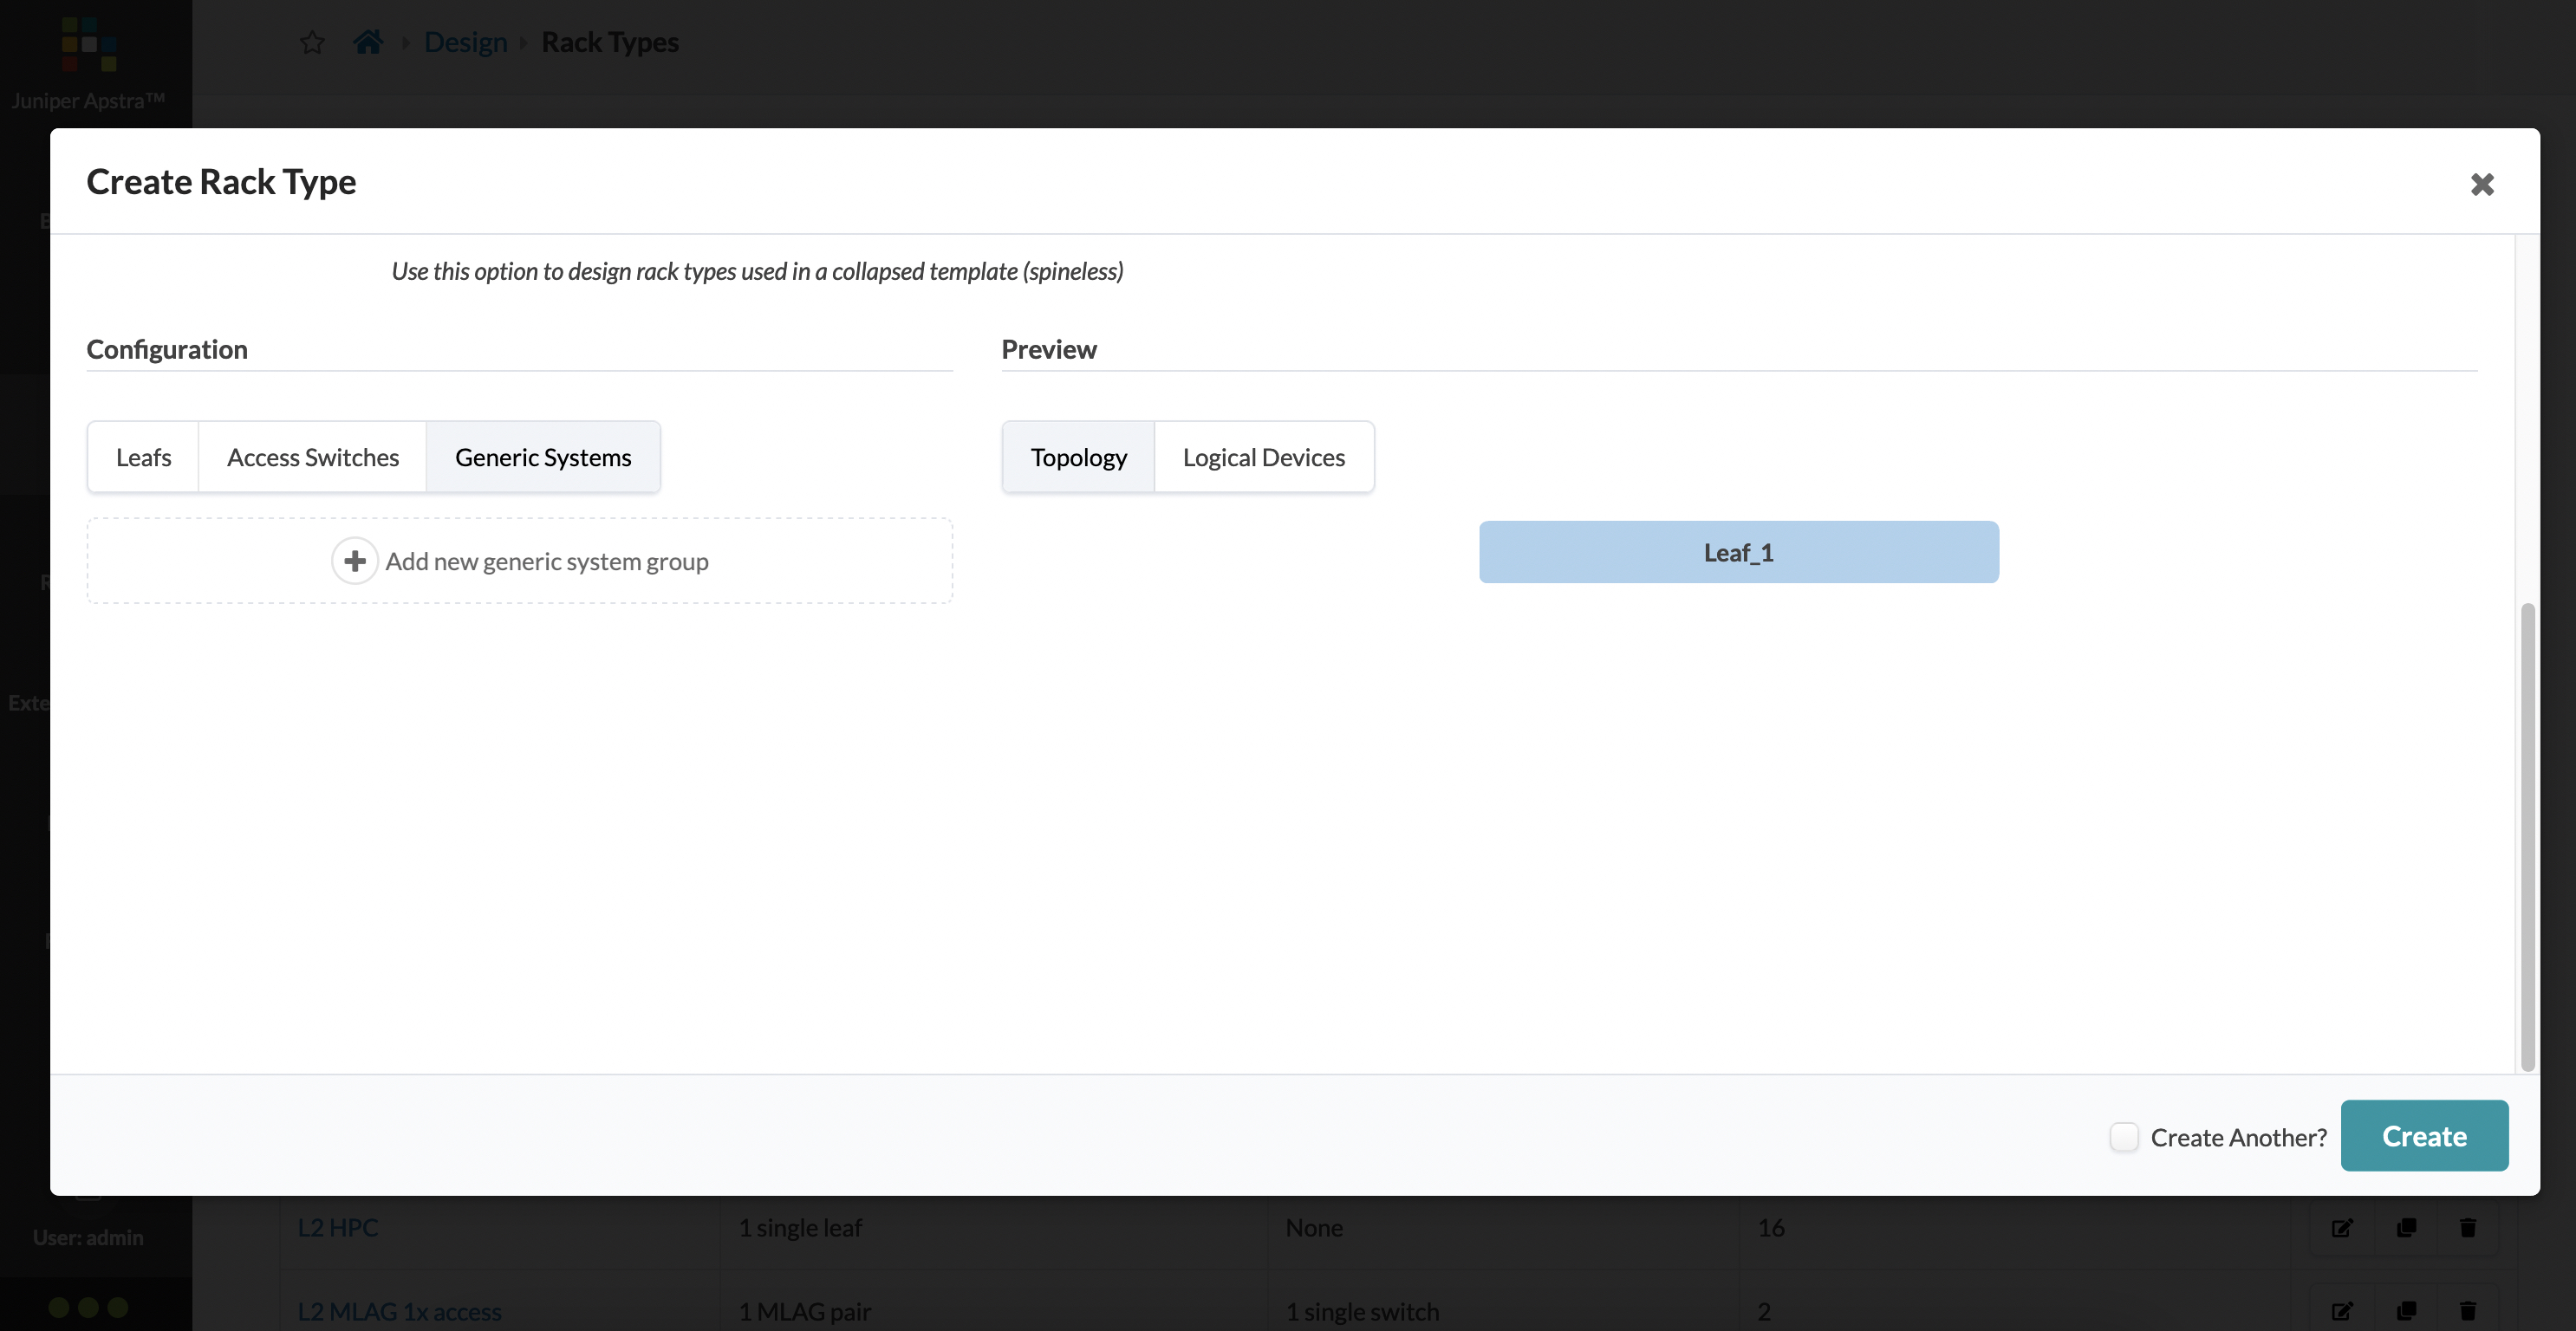 Design Rack Types
Juniper Apstra™
Create Rack Type
Use this option to design rack types used in a collapsed template (spineless)
Configuration
Preview
Leafs Access Switches Generic Systems
Topology Logical Devices
Add new generic system group
Leaf_1
Exte
Create Another? Create
User: admin
L2 HPC 1 single leaf None 16
L2 MLAG 1x access 1 MLAG pair 1 single switch 2